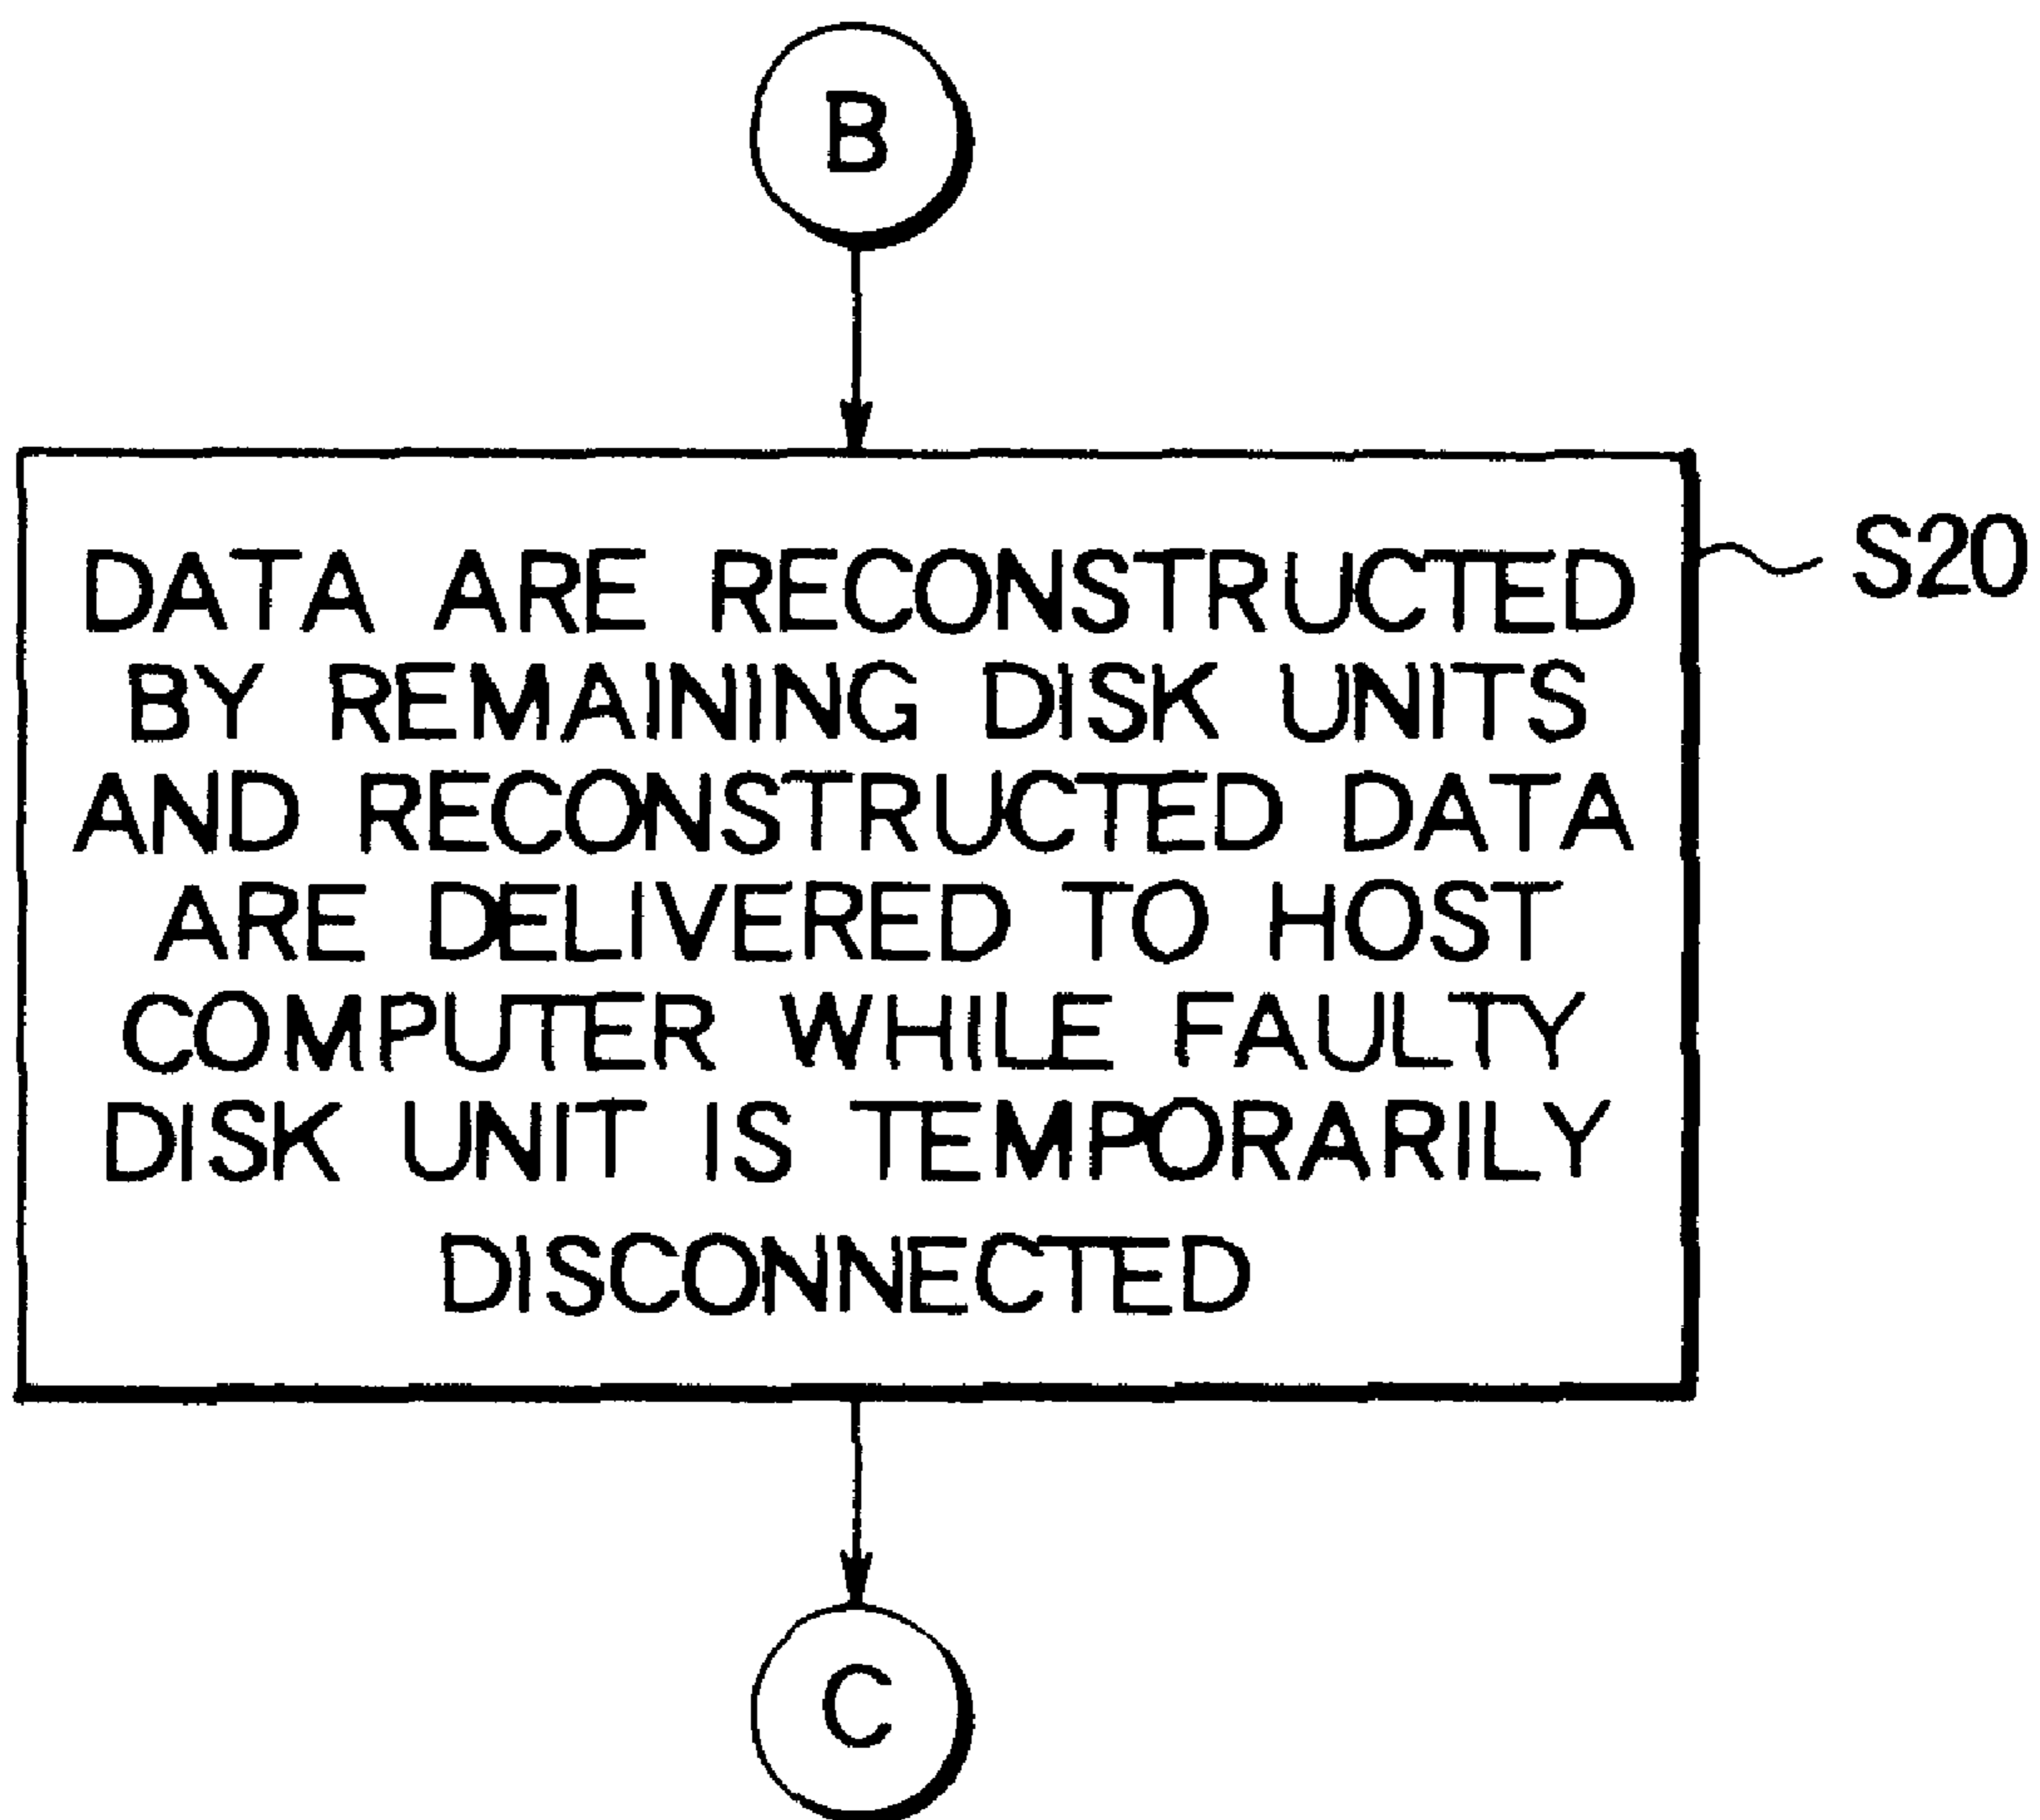 B
DATA ARE RECONSTRUCTED
BY REMAINING DISK UNITS
AND RECONSTRUCTED DATA
ARE DELIVERED TO HOST
COMPUTER WHILE FAULTY
DISK UNIT IS TEMPORARILY
DISCONNECTED
S20
C